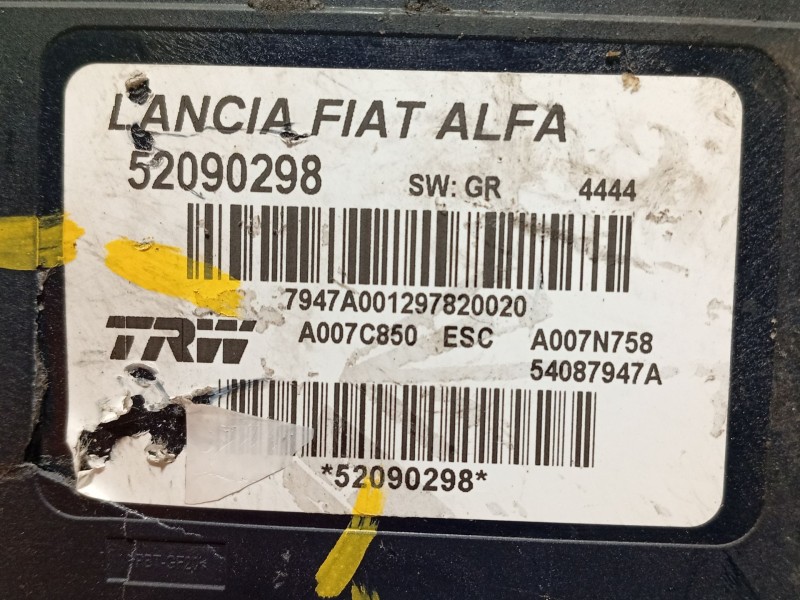 LANCIA FIAT ALFA
52090298 SW: GR 4444
7947A001297820020
TRW A007C850 ESC A007N758
54087947A
*52090298*